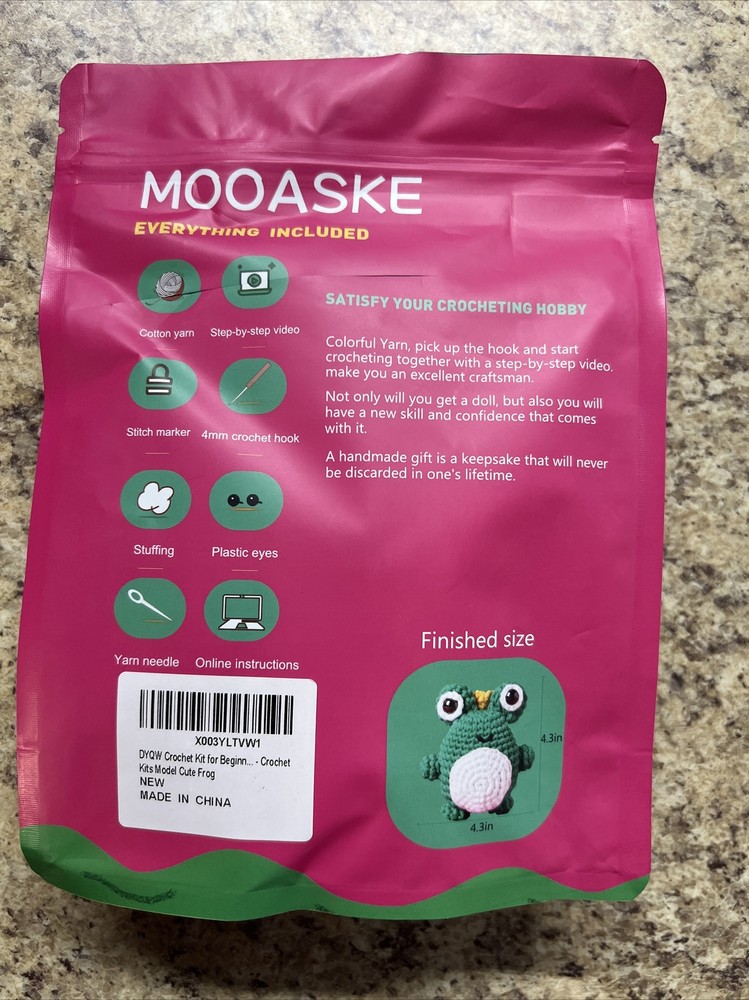 MOOASKE
EVERYTHING INCLUDED
Cotton yarn
Step-by-step video
Stitch marker
4mm crochet hook
Stuffing
Plastic eyes
Yarn needle
Online instructions
SATISFY YOUR CROCHETING HOBBY
Colorful Yarn, pick up the hook and start
crocheting together with a step-by-step video.
make you an excellent craftsman.
Not only will you get a doll, but also you will
have a new skill and confidence that comes
with it.
A handmade gift is a keepsake that will never
be discarded in one's lifetime.
Finished size
4.3in
4.3in
X003YLTVW1
DYQW Crochet Kit for Beginn... - Crochet
Kits Model Cute Frog
NEW
MADE IN CHINA